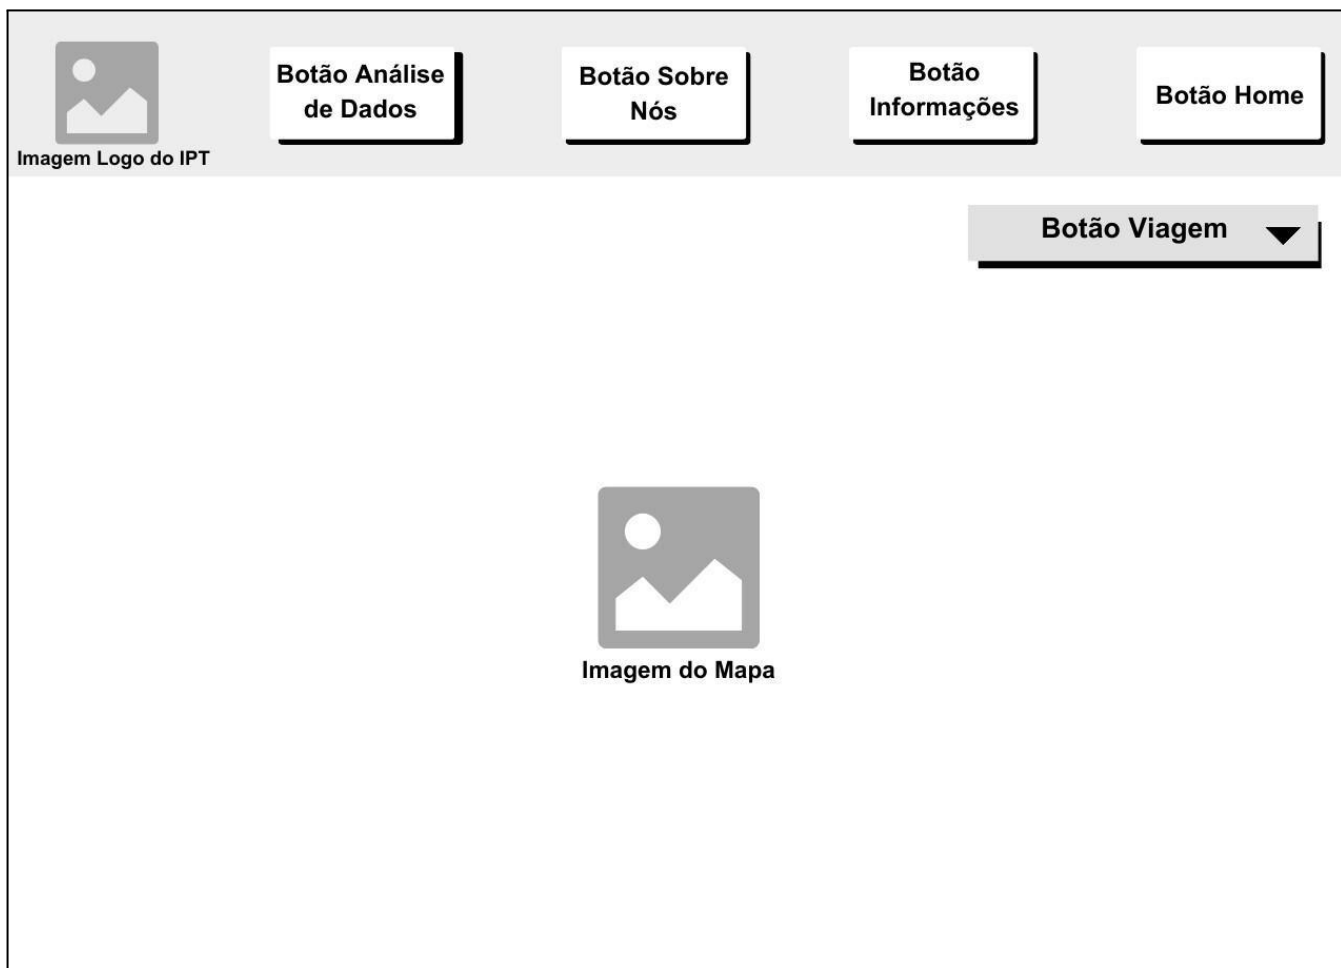 Imagem Logo do IPT
Botão Análise
de Dados
Botão Sobre
Nós
Botão
Informações
Botão Home
Botão Viagem
Imagem do Mapa